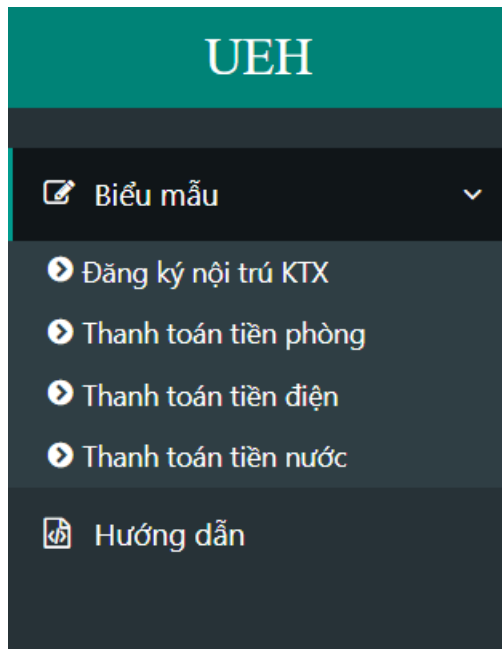 UEH
Biểu mẫu
Đăng ký nội trú KTX
Thanh toán tiền phòng
Thanh toán tiền điện
Thanh toán tiền nước
Hướng dẫn